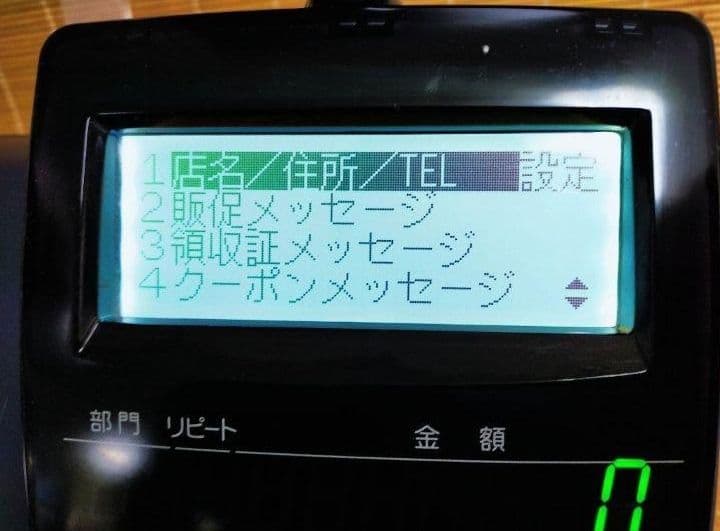 1店名／住所／TEL 設定
2販促メッセージ
3領収証メッセージ
4クーポンメッセージ
部門 リピート 金額
0